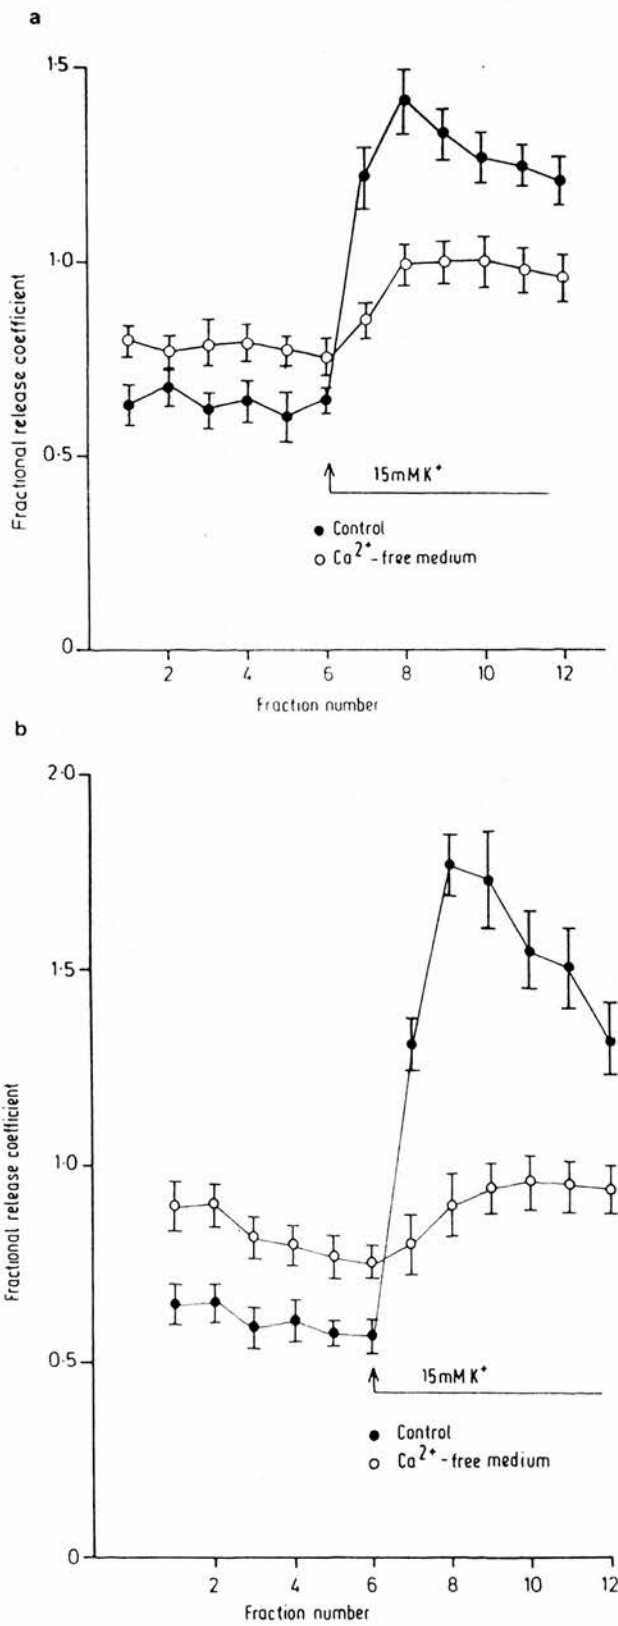 a
Fractional release coefficient
1·5
1·0
0·5
0
15mMK⁺
● Control
○ Ca²⁺-free medium
2 4 6 8 10 12
Fraction number
b
Fractional release coefficient
2·0
1·5
1·0
0·5
0
15mMK⁺
● Control
○ Ca²⁺-free medium
2 4 6 8 10 12
Fraction number